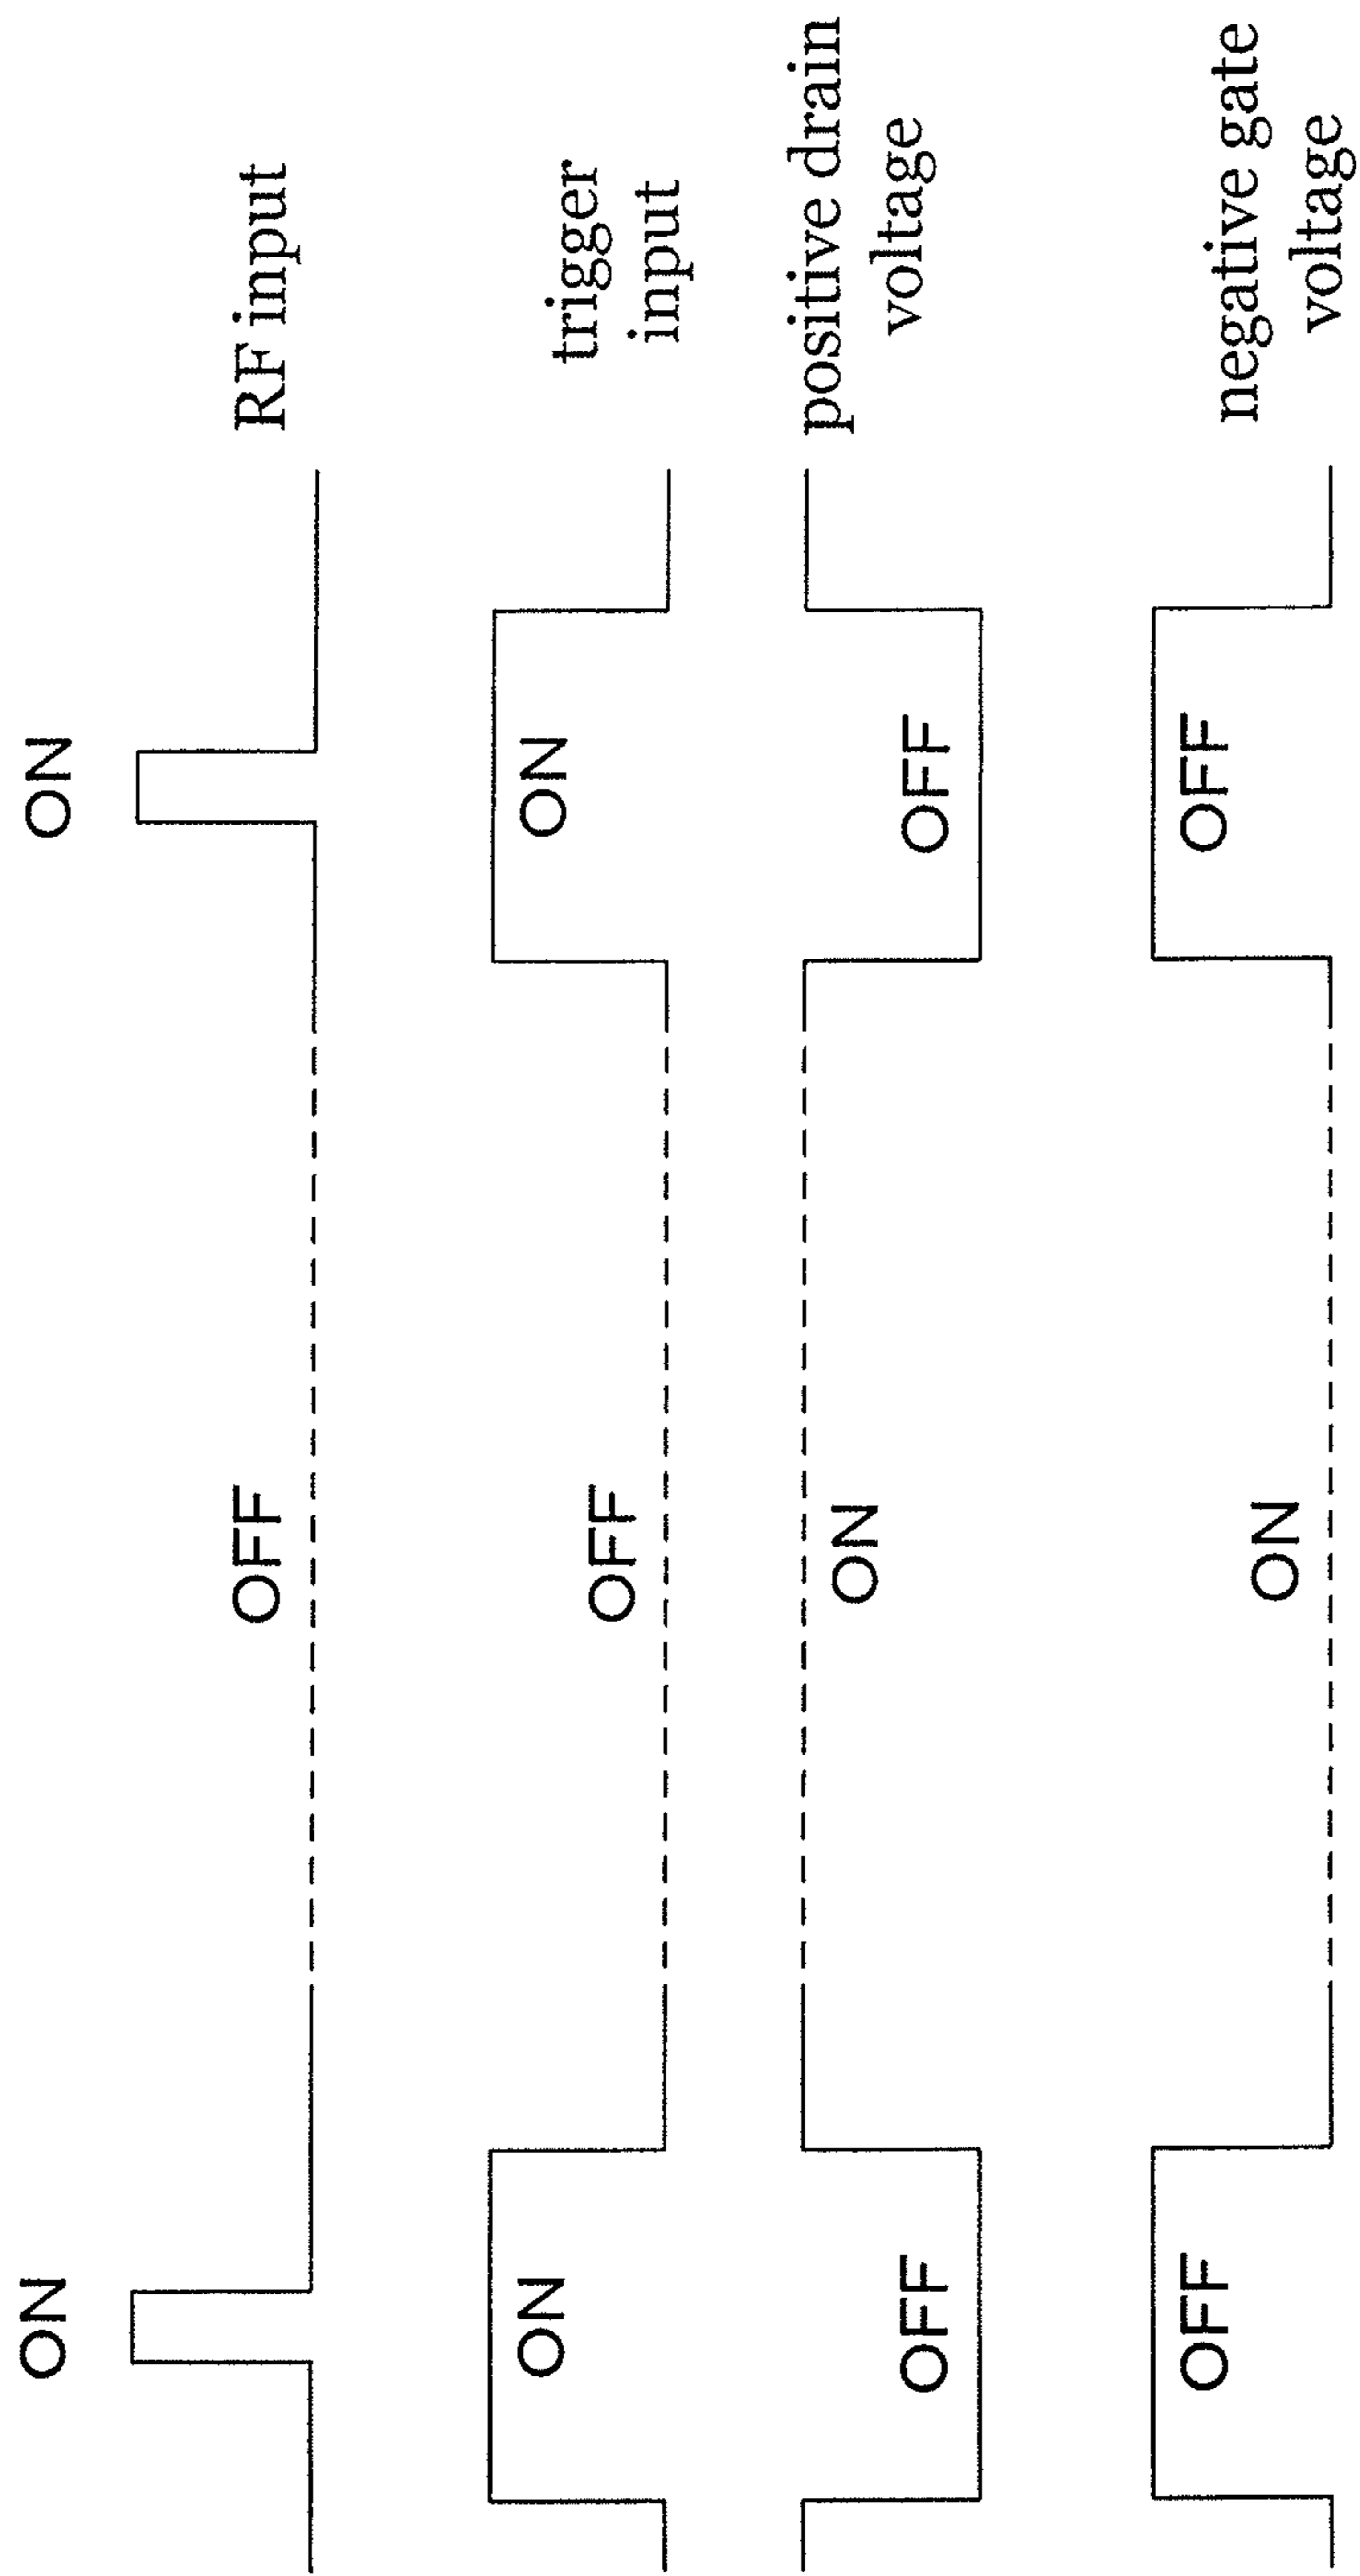 ON
ON
OFF
RF input
ON
OFF
ON
trigger
input
OFF
ON
OFF
positive drain
voltage
OFF
ON
OFF
negative gate
voltage